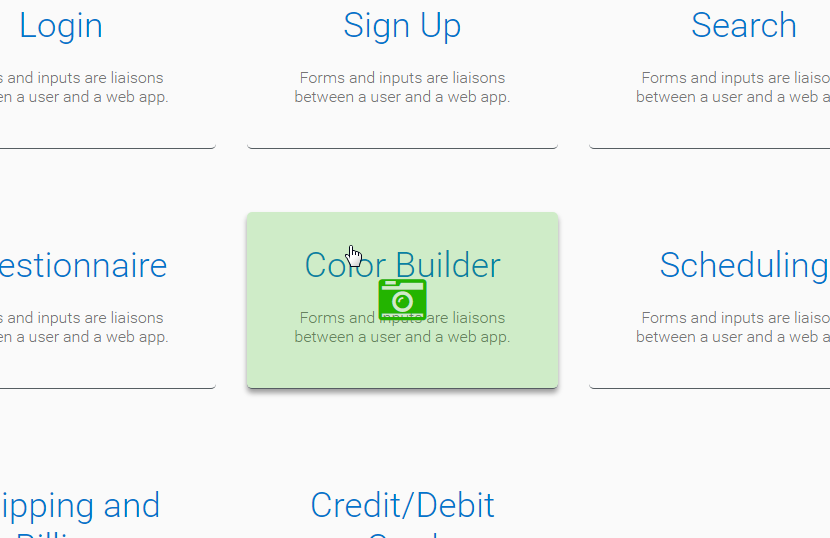 Login
Sign Up
Search
s and inputs are liaisons
en a user and a web app.
Forms and inputs are liaisons
between a user and a web app.
Forms and inputs are liaiso
between a user and a web a
estionnaire
Color Builder
Scheduling
s and inputs are liaisons
en a user and a web app.
Forms and inputs are liaisons
between a user and a web app.
Forms and inputs are liaiso
between a user and a web a
ipping and
Credit/Debit